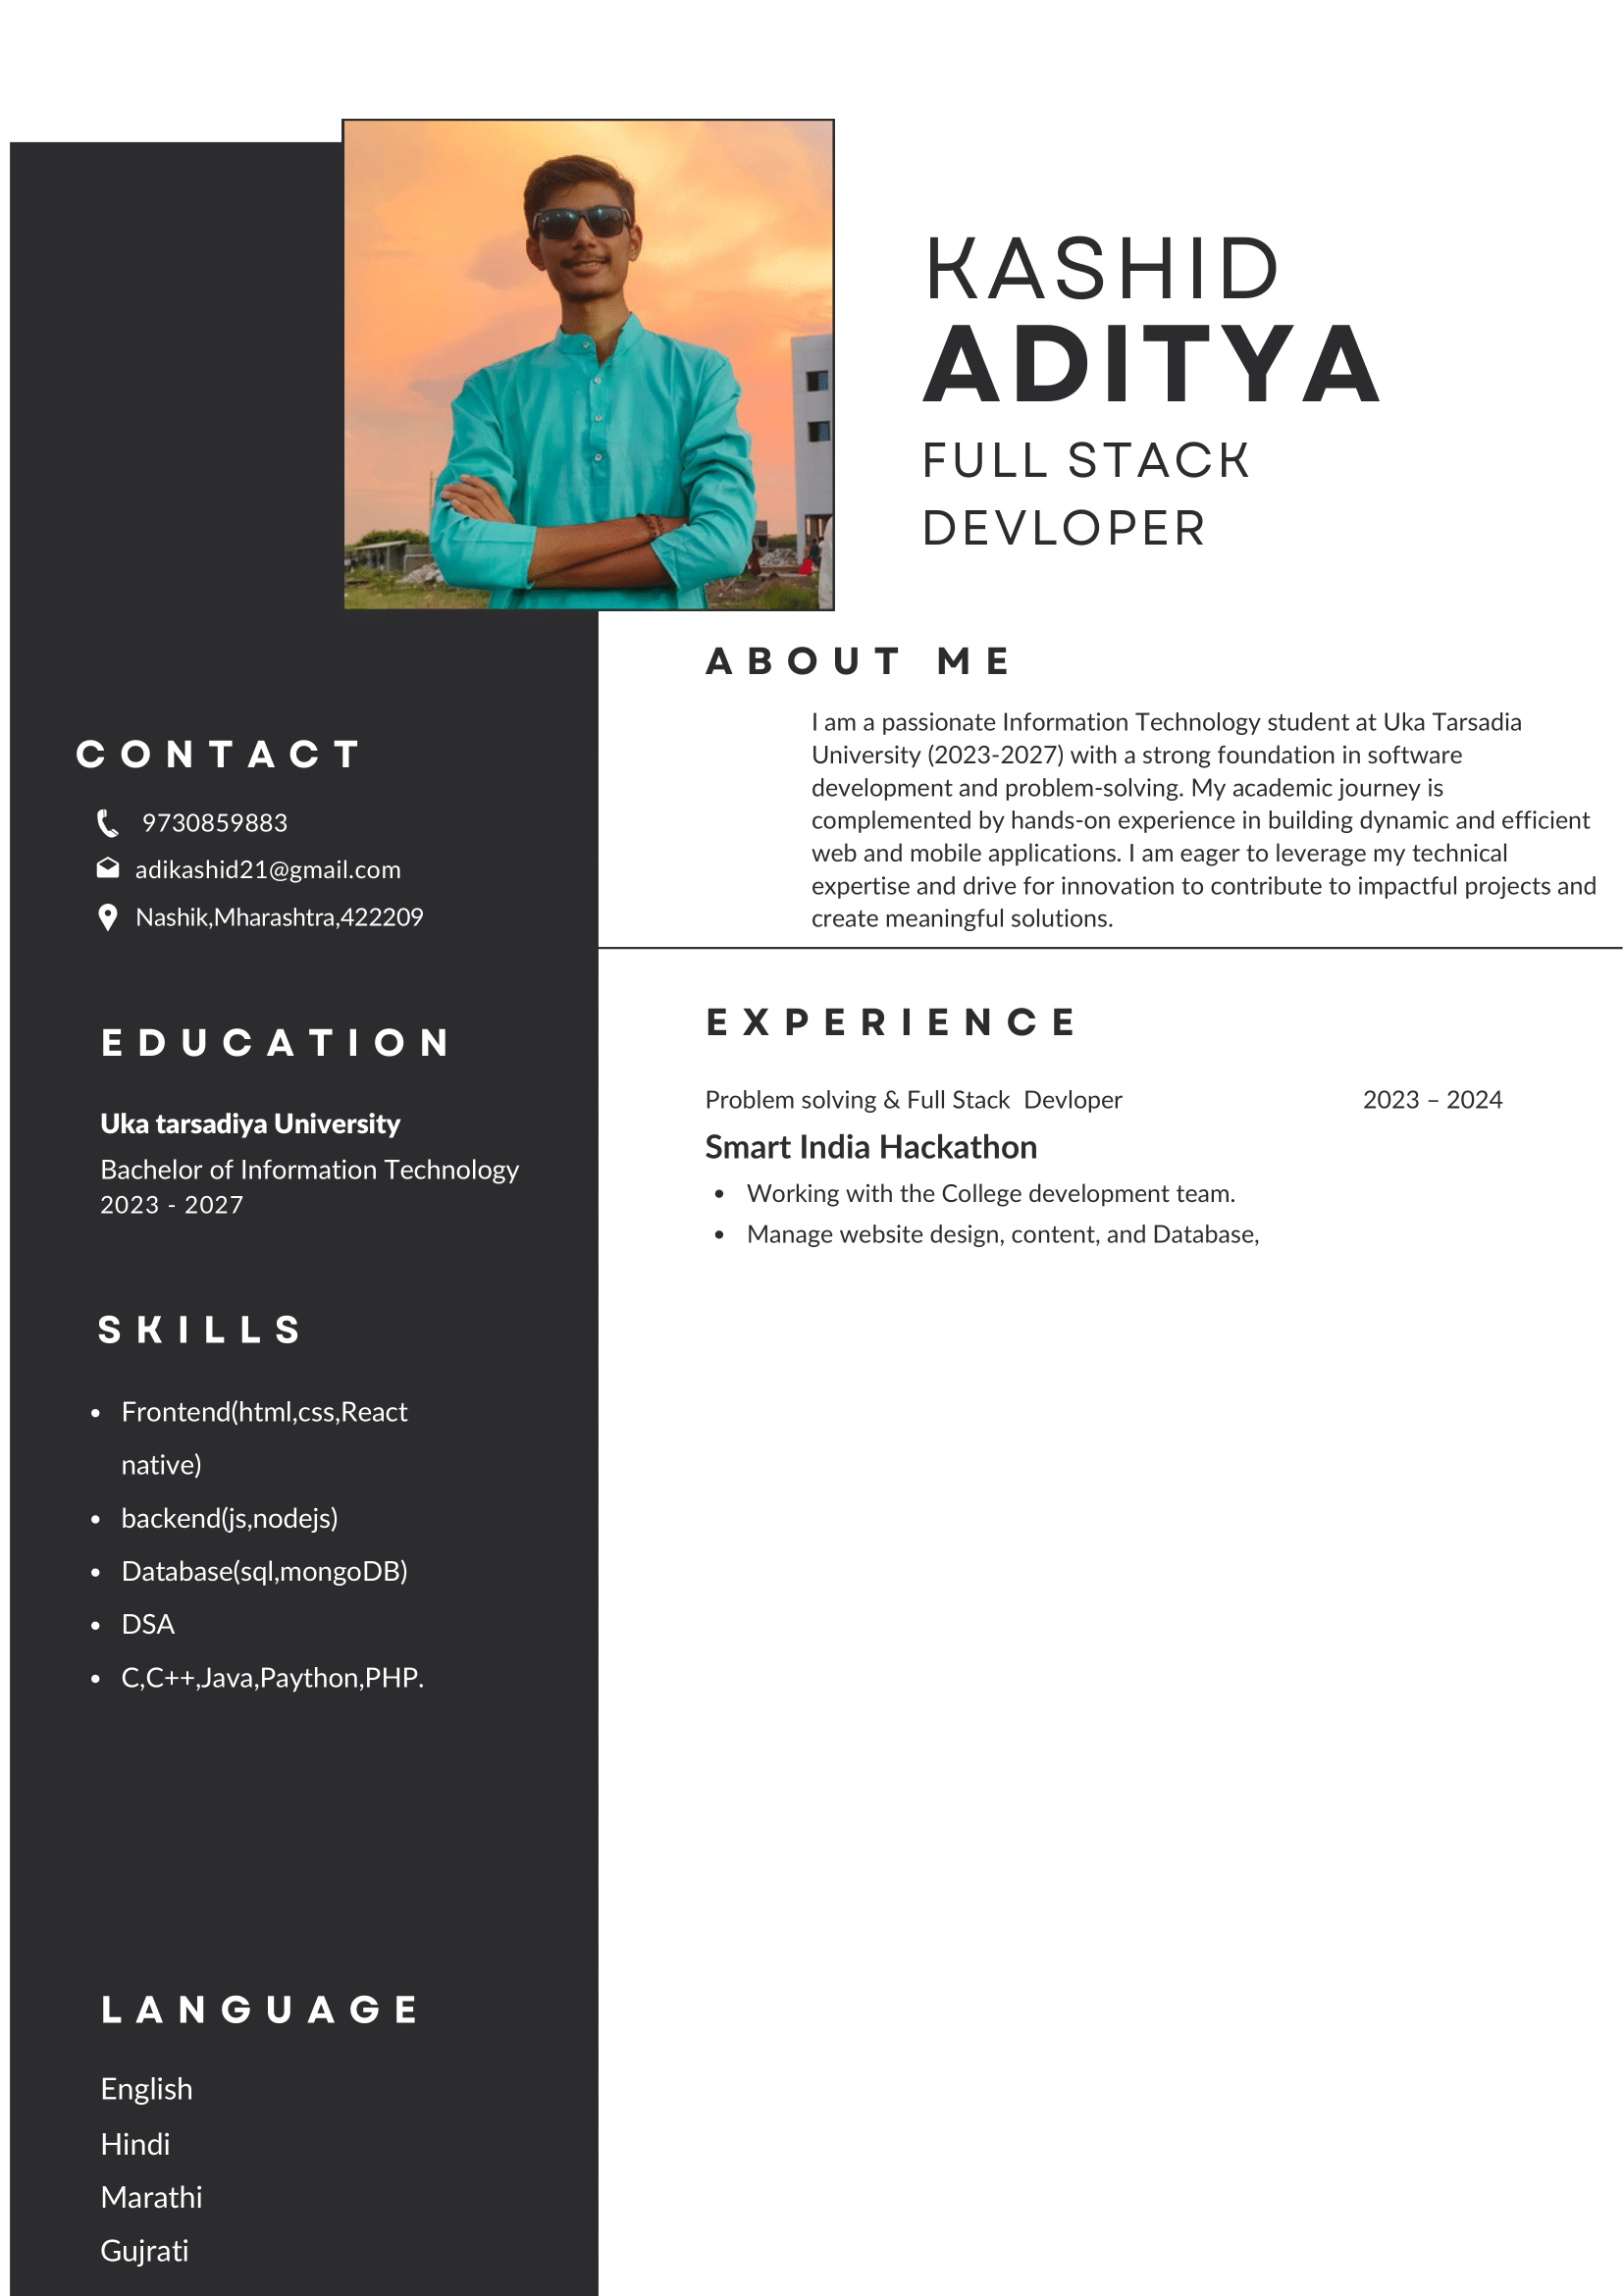 KASHID
ADITYA
FULL STACK
DEVLOPER
ABOUT ME
I am a passionate Information Technology student at Uka Tarsadia
University (2023-2027) with a strong foundation in software
development and problem-solving. My academic journey is
complemented by hands-on experience in building dynamic and efficient
web and mobile applications. I am eager to leverage my technical
expertise and drive for innovation to contribute to impactful projects and
create meaningful solutions.
CONTACT
9730859883
adikashid21@gmail.com
Nashik,Mharashtra,422209
EDUCATION
Uka tarsadiya University
Bachelor of Information Technology
2023 - 2027
SKILLS
• Frontend(html,css,React
native)
• backend(js,nodejs)
• Database(sql,mongoDB)
• DSA
• C,C++,Java,Paython,PHP.
LANGUAGE
English
Hindi
Marathi
Gujrati
EXPERIENCE
Problem solving & Full Stack  Devloper 2023 – 2024
Smart India Hackathon
• Working with the College development team.
• Manage website design, content, and Database,